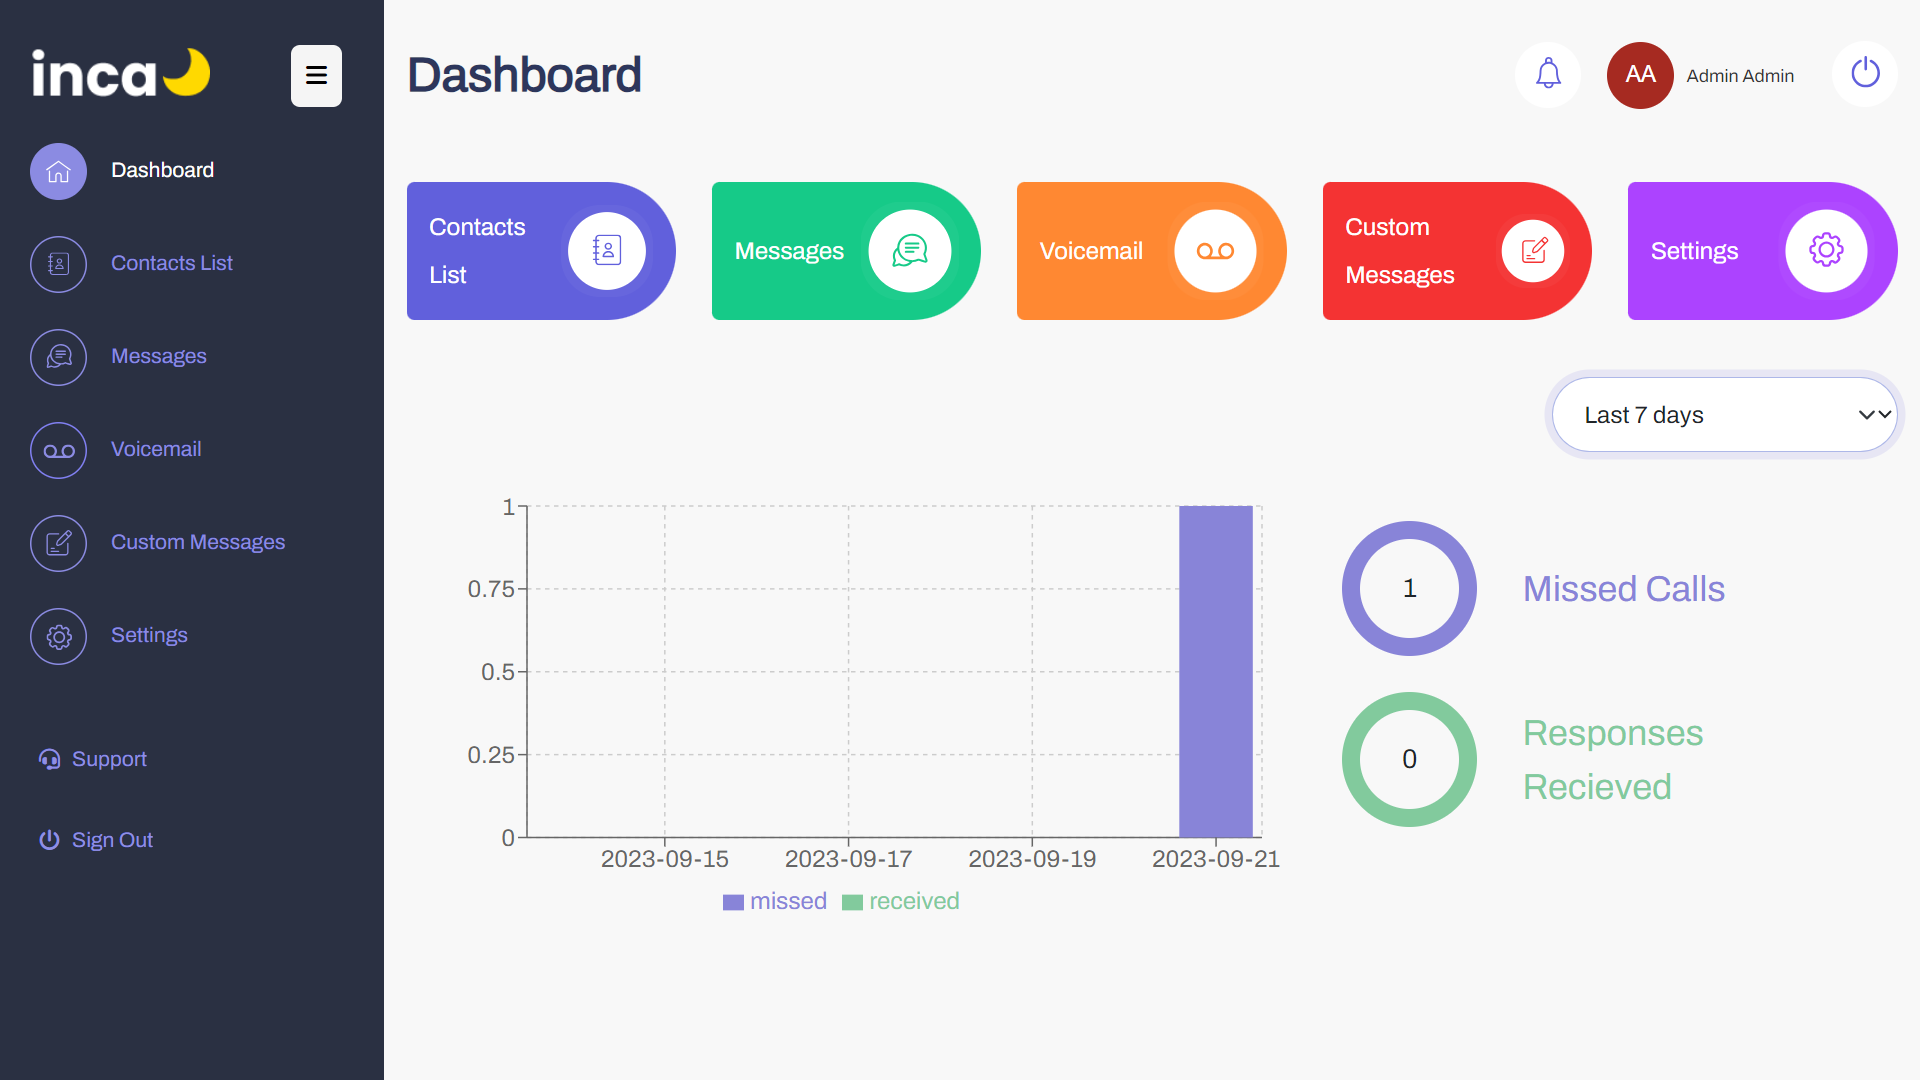 inca
Dashboard
AA
Admin Admin
Dashboard
Contacts List
Messages
Voicemail
Custom Messages
Settings
Support
Sign Out
Contacts
List
Messages
Voicemail
Custom
Messages
Settings
Last 7 days
1
0.75
0.5
0.25
0
2023-09-15
2023-09-17
2023-09-19
2023-09-21
missed
received
1
Missed Calls
0
Responses
Recieved